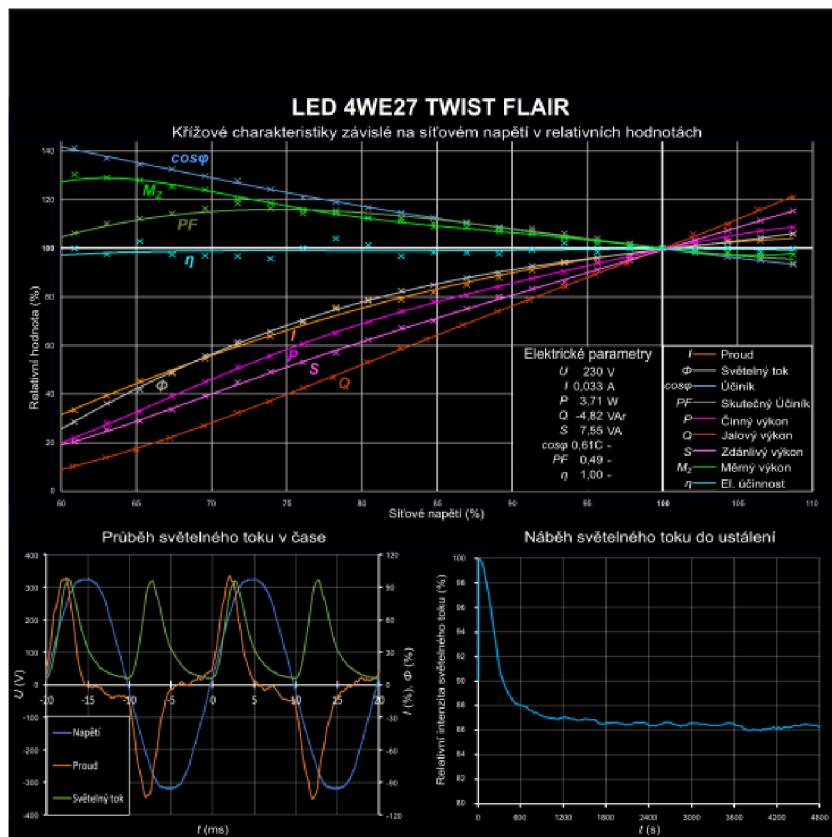 LED 4WE27 TWIST FLAIR
Křížové charakteristiky závislé na síťovém napětí v relativních hodnotách
Relativní hodnota (%)
140
120
100
80
60
40
20
0
cosφ
Mz
PF
η
I
P
S
Q
Φ
Elektrické parametry
U 230 V
I 0,033 A
P 3,71 W
Q -4,82 VAr
S 7,55 VA
cosφ 0,61C -
PF 0,49 -
η 1,00 -
I Proud
Φ Světelný tok
cosφ Účiník
PF Skutečný Účiník
P Činný výkon
Q Jalový výkon
S Zdánlivý výkon
Mz Měrný výkon
η El. účinnost
60 65 70 75 80 85 90 95 100 105 110
Síťové napětí (%)
Průběh světelného toku v čase
U (V)
400
300
200
100
0
-100
-200
-300
-400
-20 -15 -10 -5 0 5 10 15 20
120
90
60
30
0
-30
-60
-90
-120
I (%), Φ (%)
Napětí
Proud
Světelný tok
t (ms)
Náběh světelného toku do ustálení
Relativní intenzita světelného toku (%)
100
98
96
94
92
90
88
86
84
82
80
0 600 1200 1800 2400 3000 3600 4200 4800
t (s)